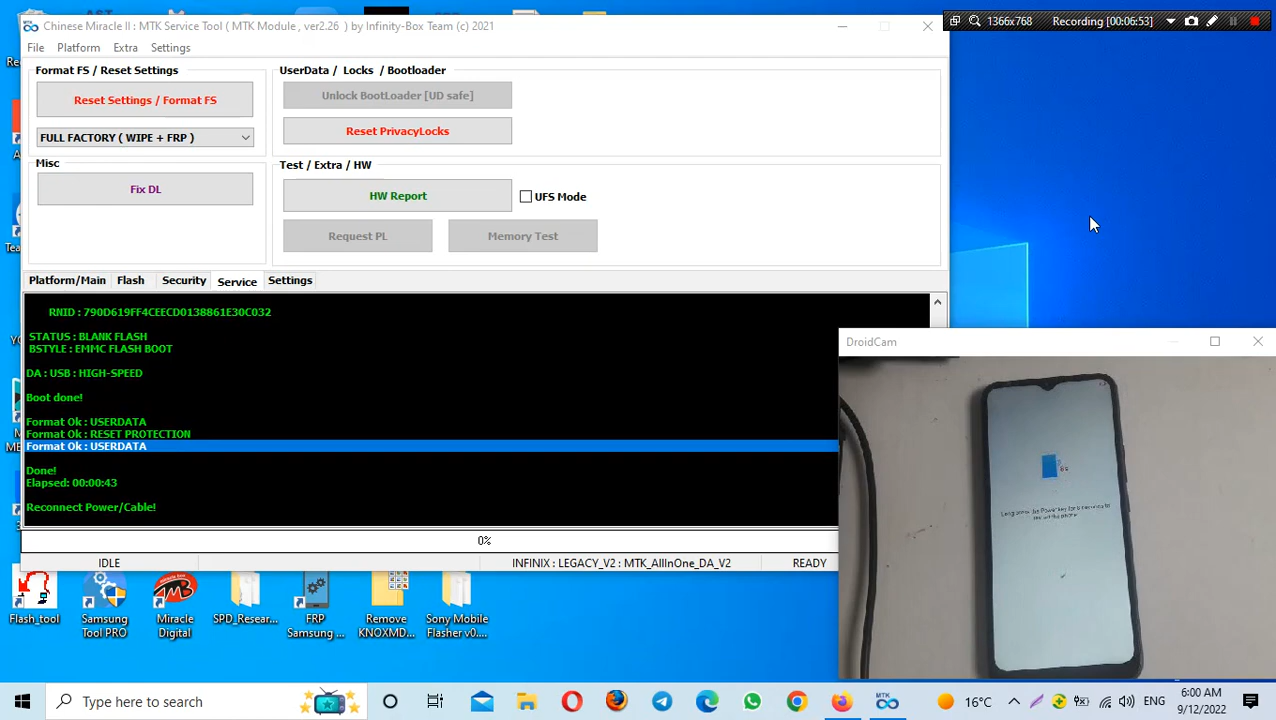 Chinese Miracle II : MTK Service Tool ( MTK Module , ver2.26 ) by Infinity-Box Team (c) 2021
1366x768 Recording [00:06:53]
File Platform Extra Settings
Format FS / Reset Settings
Reset Settings / Format FS
FULL FACTORY ( WIPE + FRP )
Misc
Fix DL
UserData / Locks / Bootloader
Unlock BootLoader [UD safe]
Reset PrivacyLocks
Test / Extra / HW
HW Report
UFS Mode
Request PL
Memory Test
Platform/Main Flash Security Service Settings
RNID : 790D619FF4CEECD0138861E30C032
STATUS : BLANK FLASH
BSTYLE : EMMC FLASH BOOT
DA : USB : HIGH-SPEED
Boot done!
Format Ok : USERDATA
Format Ok : RESET PROTECTION
Format Ok : USERDATA
Done!
Elapsed: 00:00:43
Reconnect Power/Cable!
0%
IDLE
INFINIX : LEGACY_V2 : MTK_AllInOne_DA_V2
READY
DroidCam
Flash_tool
Samsung Tool PRO
Miracle Digital
SPD_Resear...
FRP Samsung ...
Remove KNOXMD...
Sony Mobile Flasher v0....
Type here to search
MTK
16°C
ENG
6:00 AM
9/12/2022